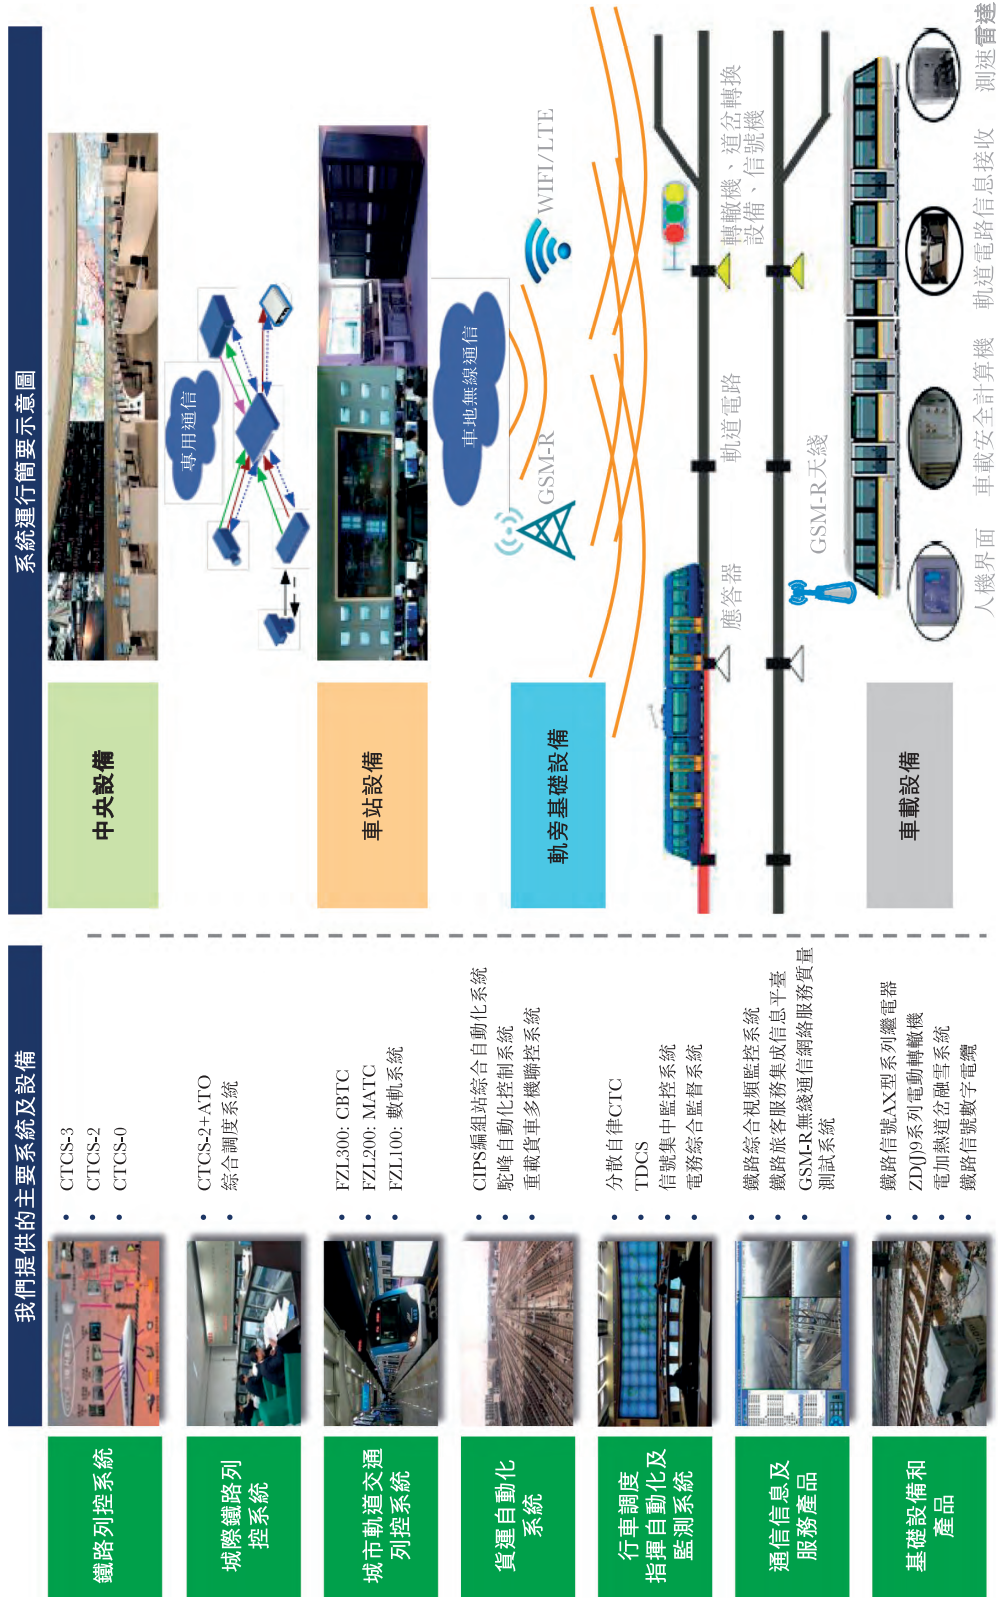 我們提供的主要系統及設備
鐵路列控系統
• CTCS-3
• CTCS-2
• CTCS-0
城際鐵路列
控系統
• CTCS-2+ATO
• 綜合調度系統
城市軌道交通
列控系統
• FZL300: CBTC
• FZL200: MATC
• FZL100: 數軌系統
貨運自動化
系統
• CIPS編組站綜合自動化系統
• 駝峰自動化控制系統
• 重載貨車多機聯控系統
行車調度
指揮自動化及
監測系統
• 分散自律CTC
• TDCS
• 信號集中監控系統
• 電務綜合監督系統
通信信息及
服務產品
• 鐵路綜合視頻監控系統
• 鐵路旅客服務集成信息平臺
• GSM-R無綫通信網絡服務質量
測試系統
基礎設備和
產品
• 鐵路信號AX型系列繼電器
• ZD(J)9系列電動轉轍機
• 電加熱道岔融雪系統
• 鐵路信號數字電纜
系統運行簡要示意圖
中央設備
專用通信
車站設備
車地無線通信
軌旁基礎設備
GSM-R
WIFI/LTE
應答器
軌道電路
轉轍機、道岔轉換
設備、信號機
GSM-R天綫
車載設備
人機界面
車載安全計算機
軌道電路信息接收
測速雷達